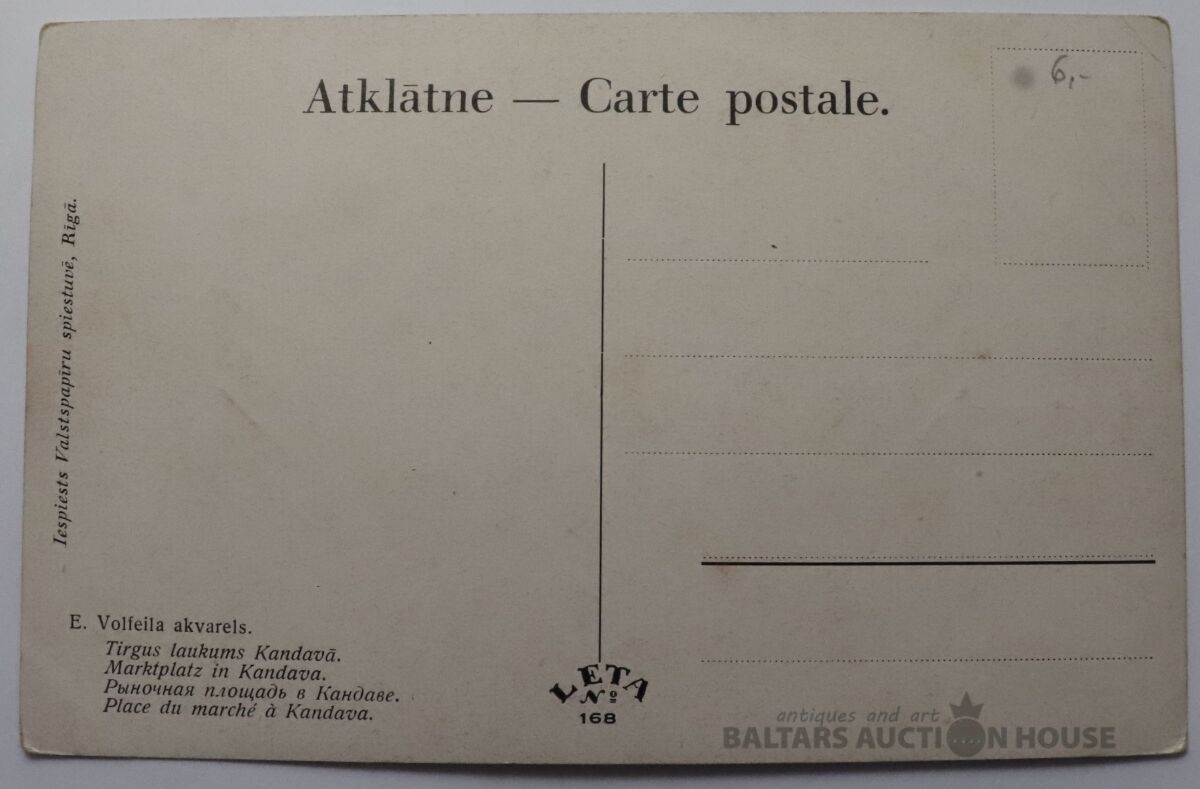 Atklātne — Carte postale.
6,-
Iespiests Valstspapīru spiestuvē, Rīgā.
E. Volfeila akvarels.
Tirgus laukums Kandavā.
Marktplatz in Kandava.
Рыночная площадь в Кандаве.
Place du marché à Kandava.
LETA
№
168
antiques and art
BALTARS AUCTION HOUSE